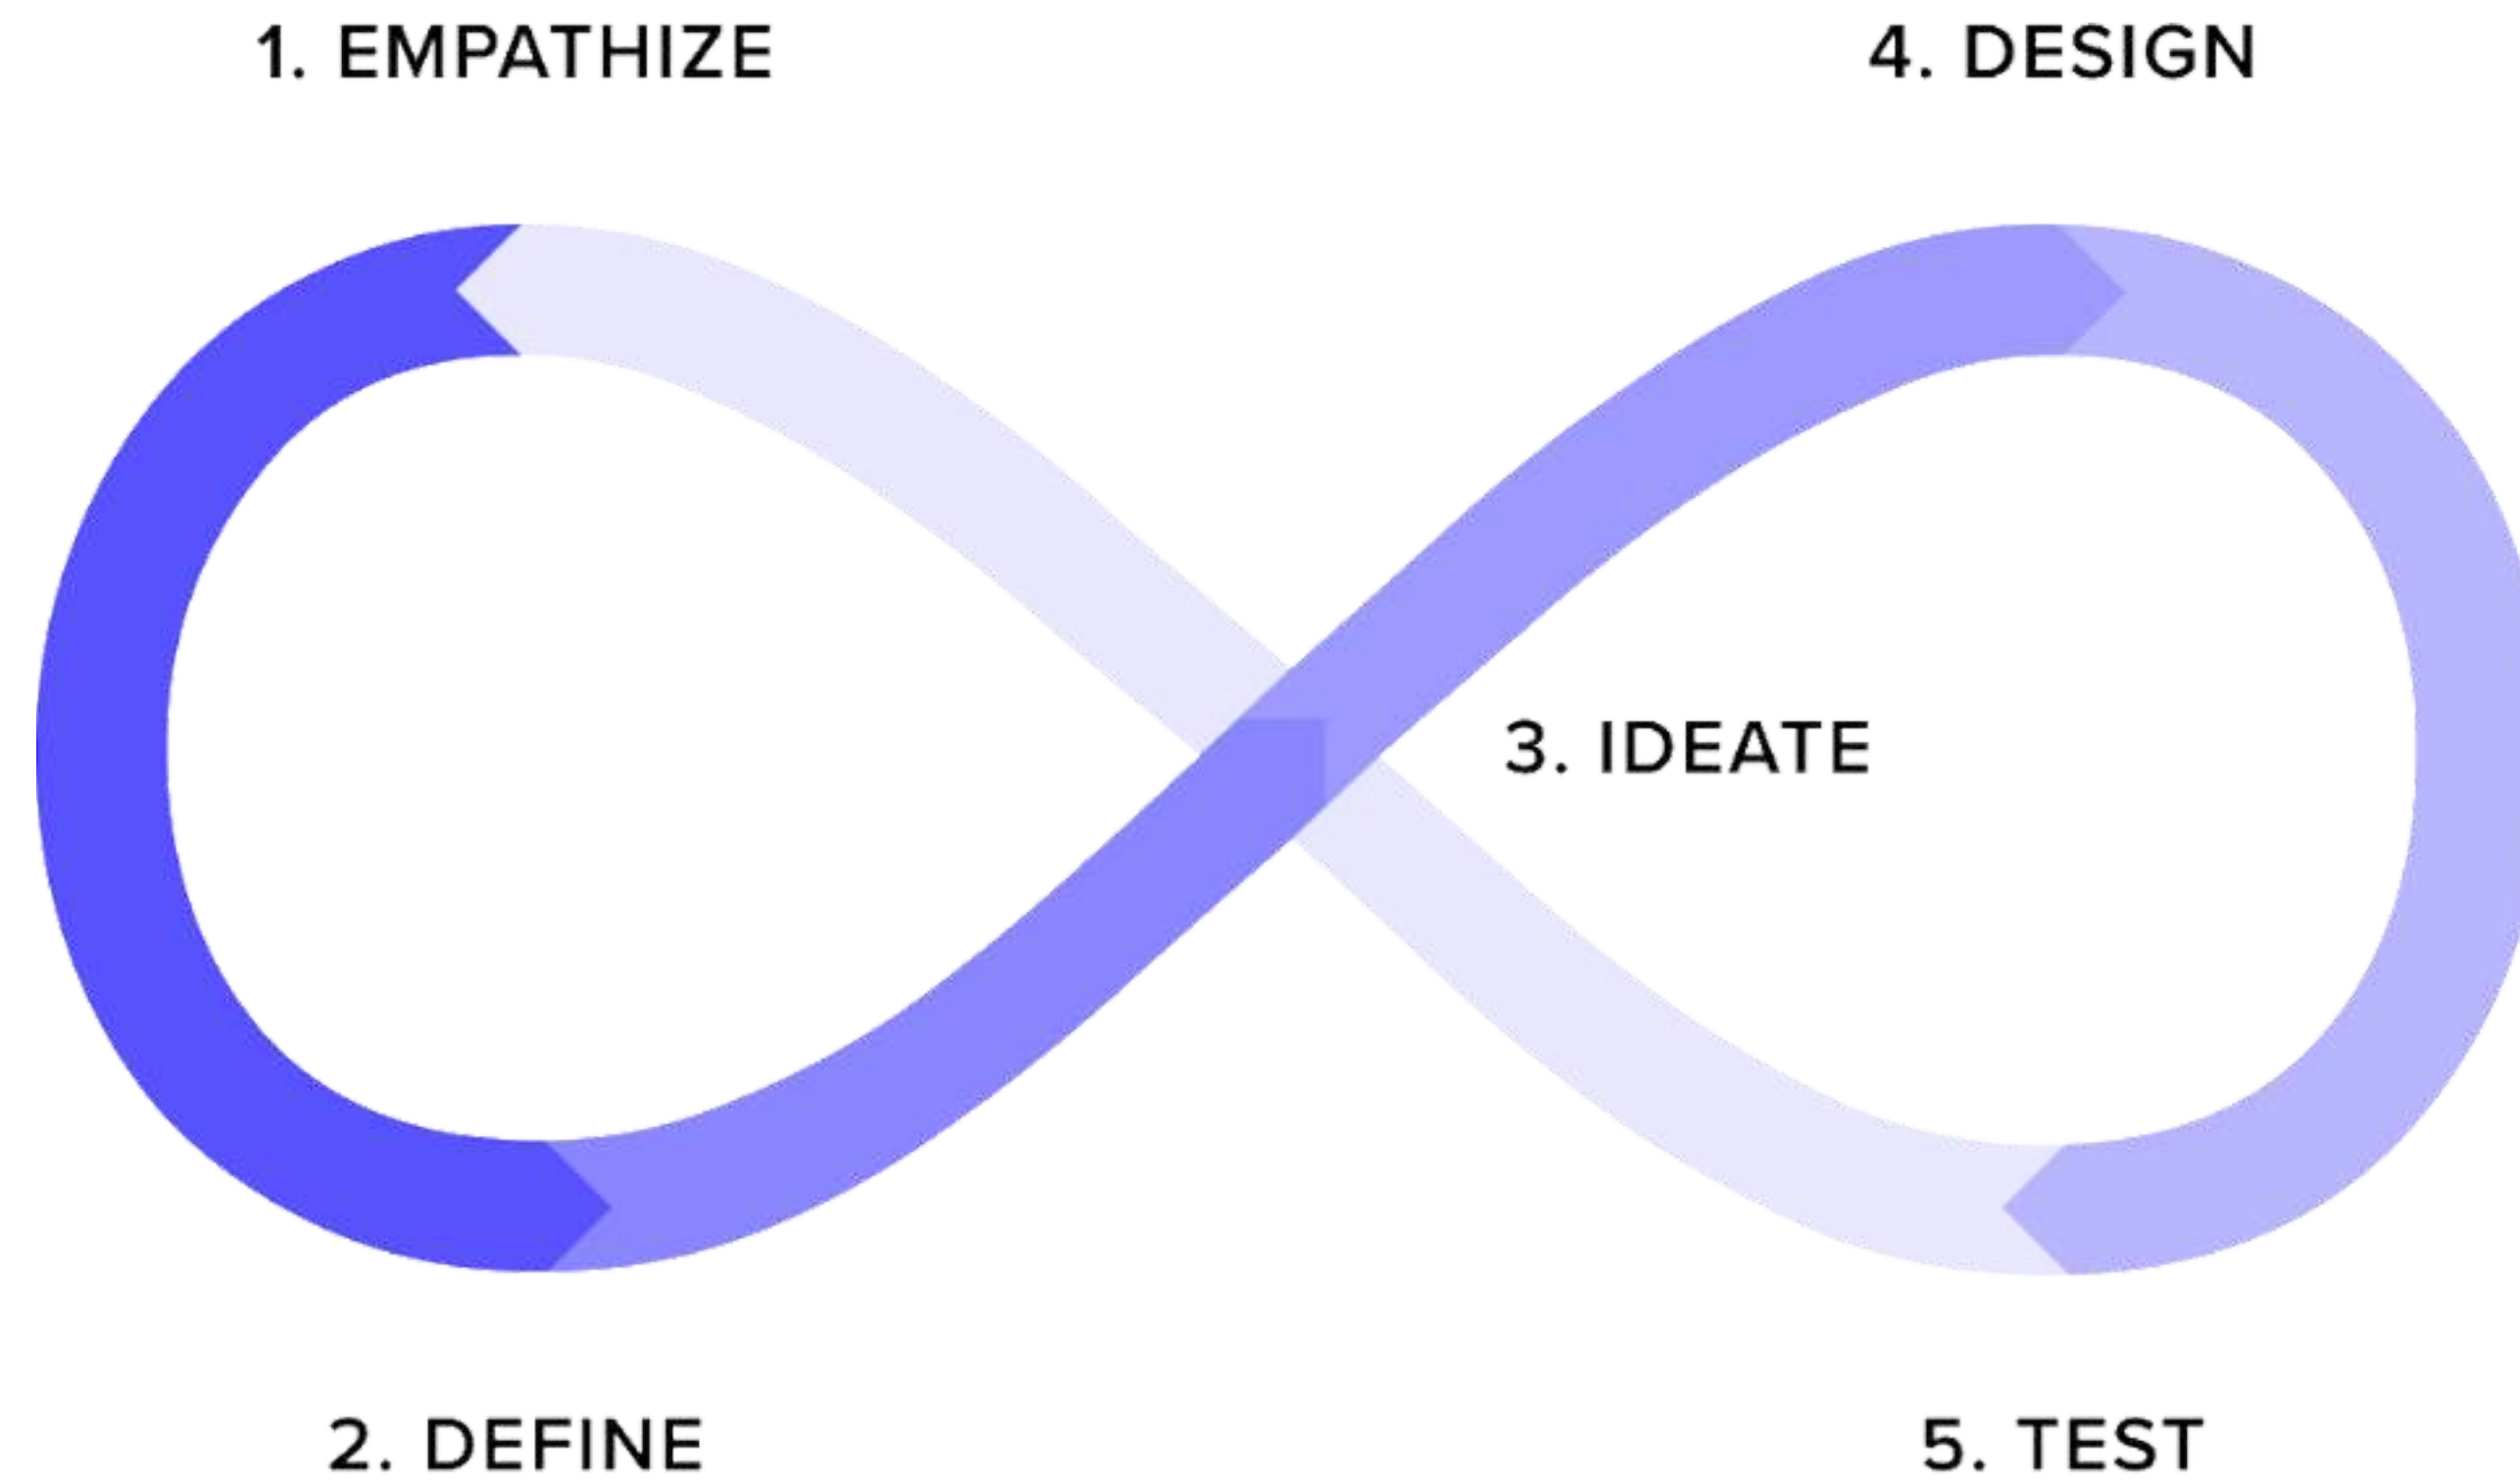 1. EMPATHIZE
4. DESIGN
3. IDEATE
2. DEFINE
5. TEST